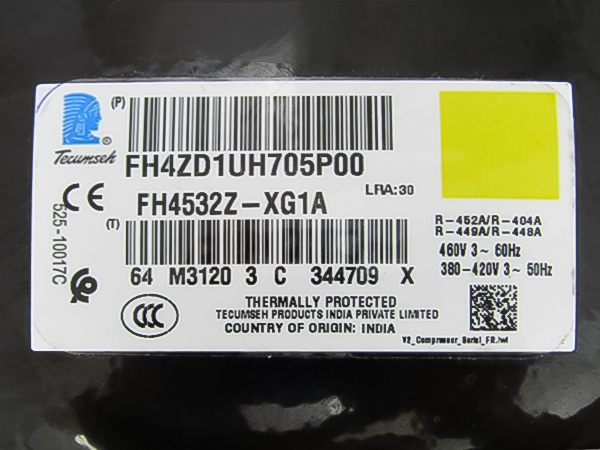 (P)
Tecumseh
FH4ZD1UH705P00
LRA:30
FH4532Z-XG1A
CE
525-10017C
(E)
R-452A/R-404A
R-449A/R-448A
460V 3~ 60Hz
380-420V 3~ 50Hz
64 M3120 3 C 344709 X
CCC
THERMALLY PROTECTED
TECUMSEH PRODUCTS INDIA PRIVATE LIMITED
COUNTRY OF ORIGIN: INDIA
V2_Compressor_Serial_FR.lwl